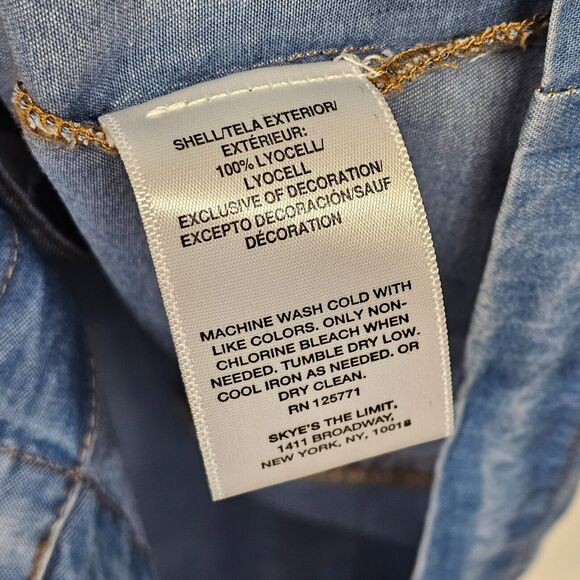 SHELL/TELA EXTERIOR/
EXTÉRIEUR:
100% LYOCELL/
LYOCELL
EXCLUSIVE OF DECORATION/
EXCEPTO DECORACIÓN/SAUF
DÉCORATION
MACHINE WASH COLD WITH
LIKE COLORS. ONLY NON-
CHLORINE BLEACH WHEN
NEEDED. TUMBLE DRY LOW.
COOL IRON AS NEEDED. OR
DRY CLEAN.
RN 125771
SKYE'S THE LIMIT.
1411 BROADWAY,
NEW YORK, NY, 10018